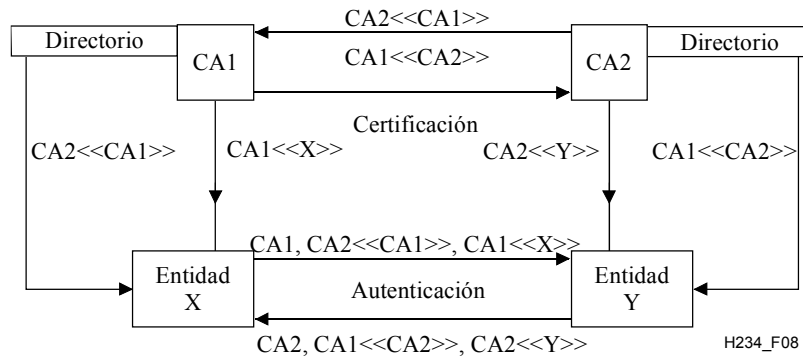 CA2<<CA1>>
Directorio
CA1
CA1<<CA2>>
CA2
Directorio
Certificación
CA2<<CA1>>
CA1<<X>>
CA2<<Y>>
CA1<<CA2>>
CA1, CA2<<CA1>>, CA1<<X>>
Entidad
X
Autenticación
Entidad
Y
CA2, CA1<<CA2>>, CA2<<Y>>
H234_F08